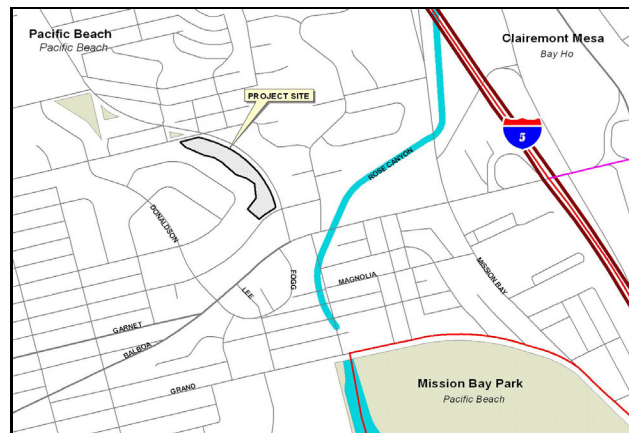 Pacific Beach
Pacific Beach
Clairemont Mesa
Bay Ho
PROJECT SITE
5
ROSE CANYON
DONALDSON
MISSION BAY
FOGG
MAGNOLIA
LEE
GARNET
BALBOA
GRAND
Mission Bay Park
Pacific Beach